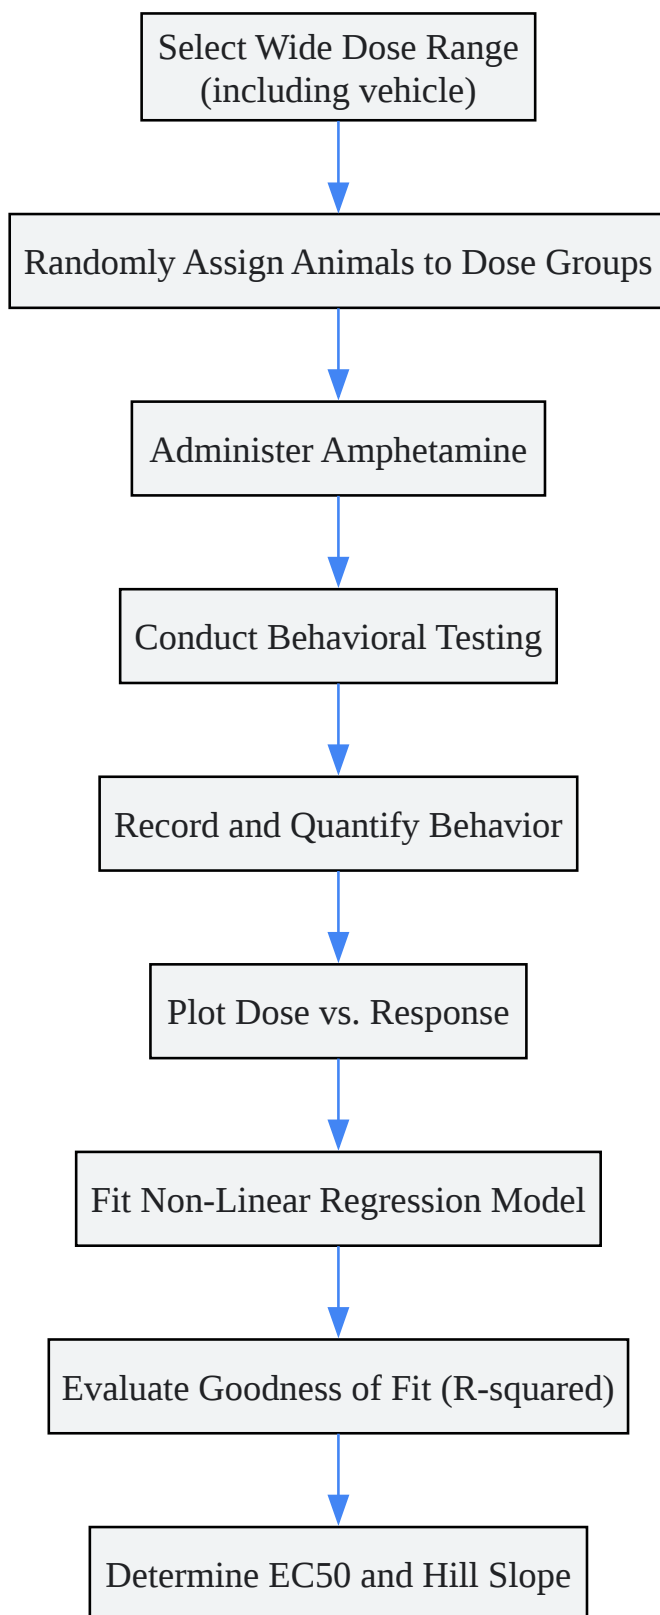 Select Wide Dose Range
(including vehicle)
Randomly Assign Animals to Dose Groups
Administer Amphetamine
Conduct Behavioral Testing
Record and Quantify Behavior
Plot Dose vs. Response
Fit Non-Linear Regression Model
Evaluate Goodness of Fit (R-squared)
Determine EC50 and Hill Slope